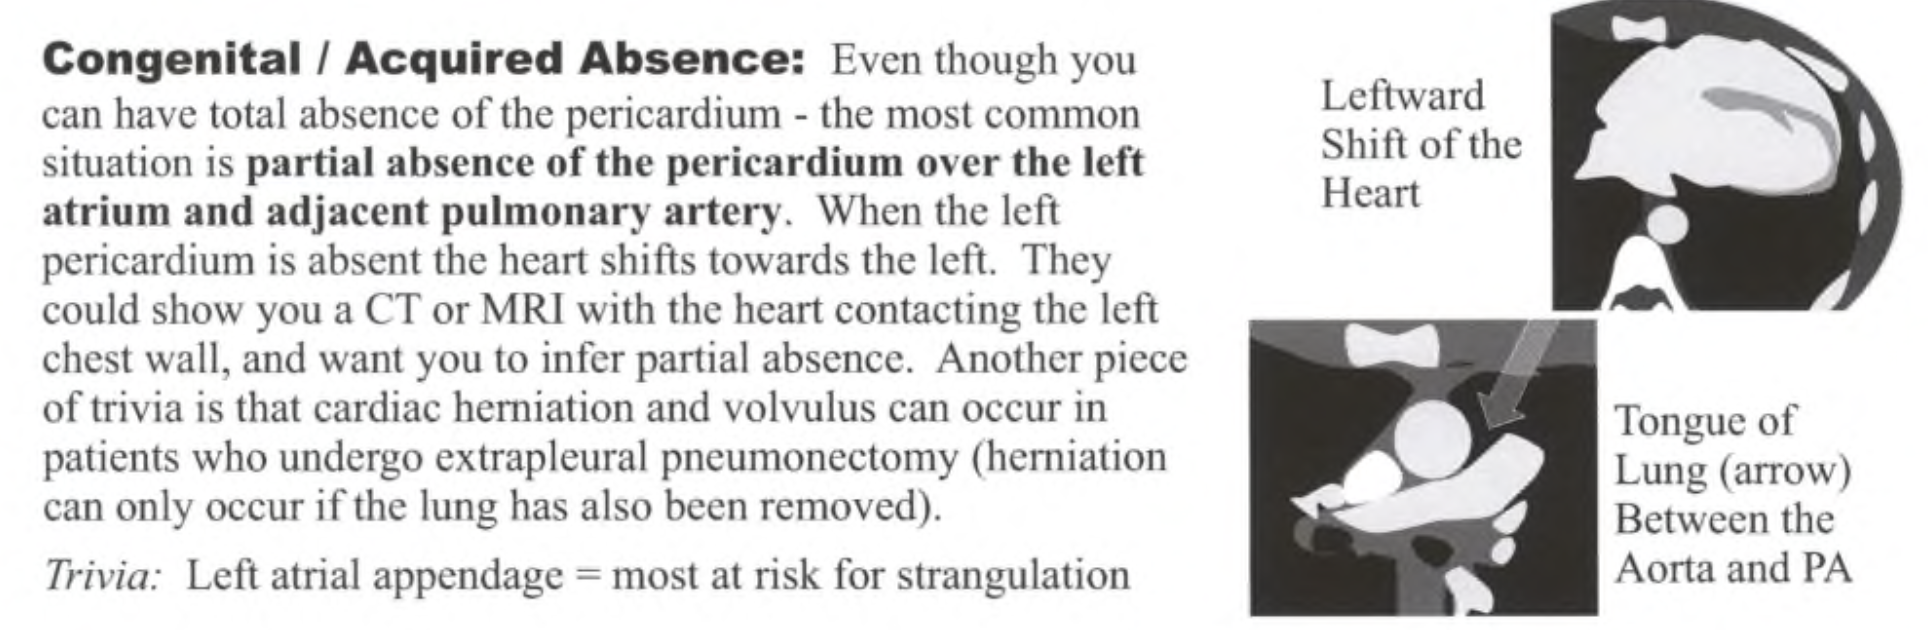 Congenital / Acquired Absence: Even though you
can have total absence of the pericardium - the most common
situation is partial absence of the pericardium over the left
atrium and adjacent pulmonary artery. When the left
pericardium is absent the heart shifts towards the left. They
could show you a CT or MRI with the heart contacting the left
chest wall, and want you to infer partial absence. Another piece
of trivia is that cardiac herniation and volvulus can occur in
patients who undergo extrapleural pneumonectomy (herniation
can only occur if the lung has also been removed).
Trivia: Left atrial appendage = most at risk for strangulation
Leftward
Shift of the
Heart
Tongue of
Lung (arrow)
Between the
Aorta and PA